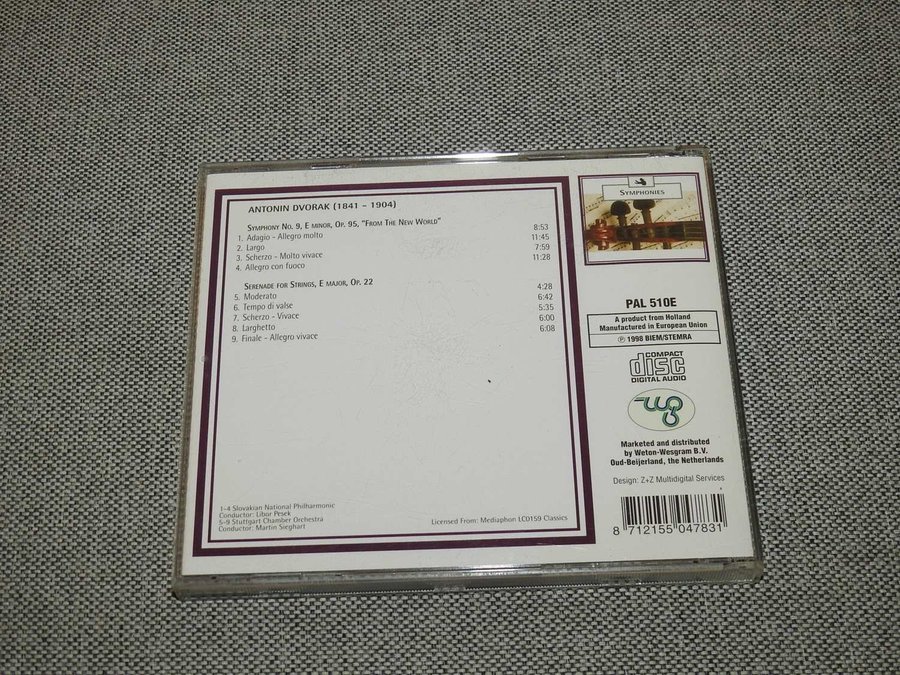 ANTONIN DVORAK (1841 - 1904)
SYMPHONY NO. 9, E MINOR, OP. 95, "FROM THE NEW WORLD"
1. Adagio - Allegro molto 8:53
2. Largo 11:45
3. Scherzo - Molto vivace 7:59
4. Allegro con fuoco 11:28
SERENADE FOR STRINGS, E MAJOR, OP. 22
5. Moderato 4:28
6. Tempo di valse 6:42
7. Scherzo - Vivace 5:35
8. Larghetto 6:00
9. Finale - Allegro vivace 6:08
1-4 Slovakian National Philharmonic
Conductor: Libor Pesek
5-9 Stuttgart Chamber Orchestra
Conductor: Martin Sieghart
Licensed From: Mediaphon LC0159 Classics
SYMPHONIES
PAL 510E
A product from Holland
Manufactured in European Union
℗ 1998 BIEM/STEMRA
COMPACT
disc
DIGITAL AUDIO
wg
Marketed and distributed
by Weton-Wesgram B.V.
Oud-Beijerland, the Netherlands
Design: Z+Z Multidigital Services
8 712155 047831